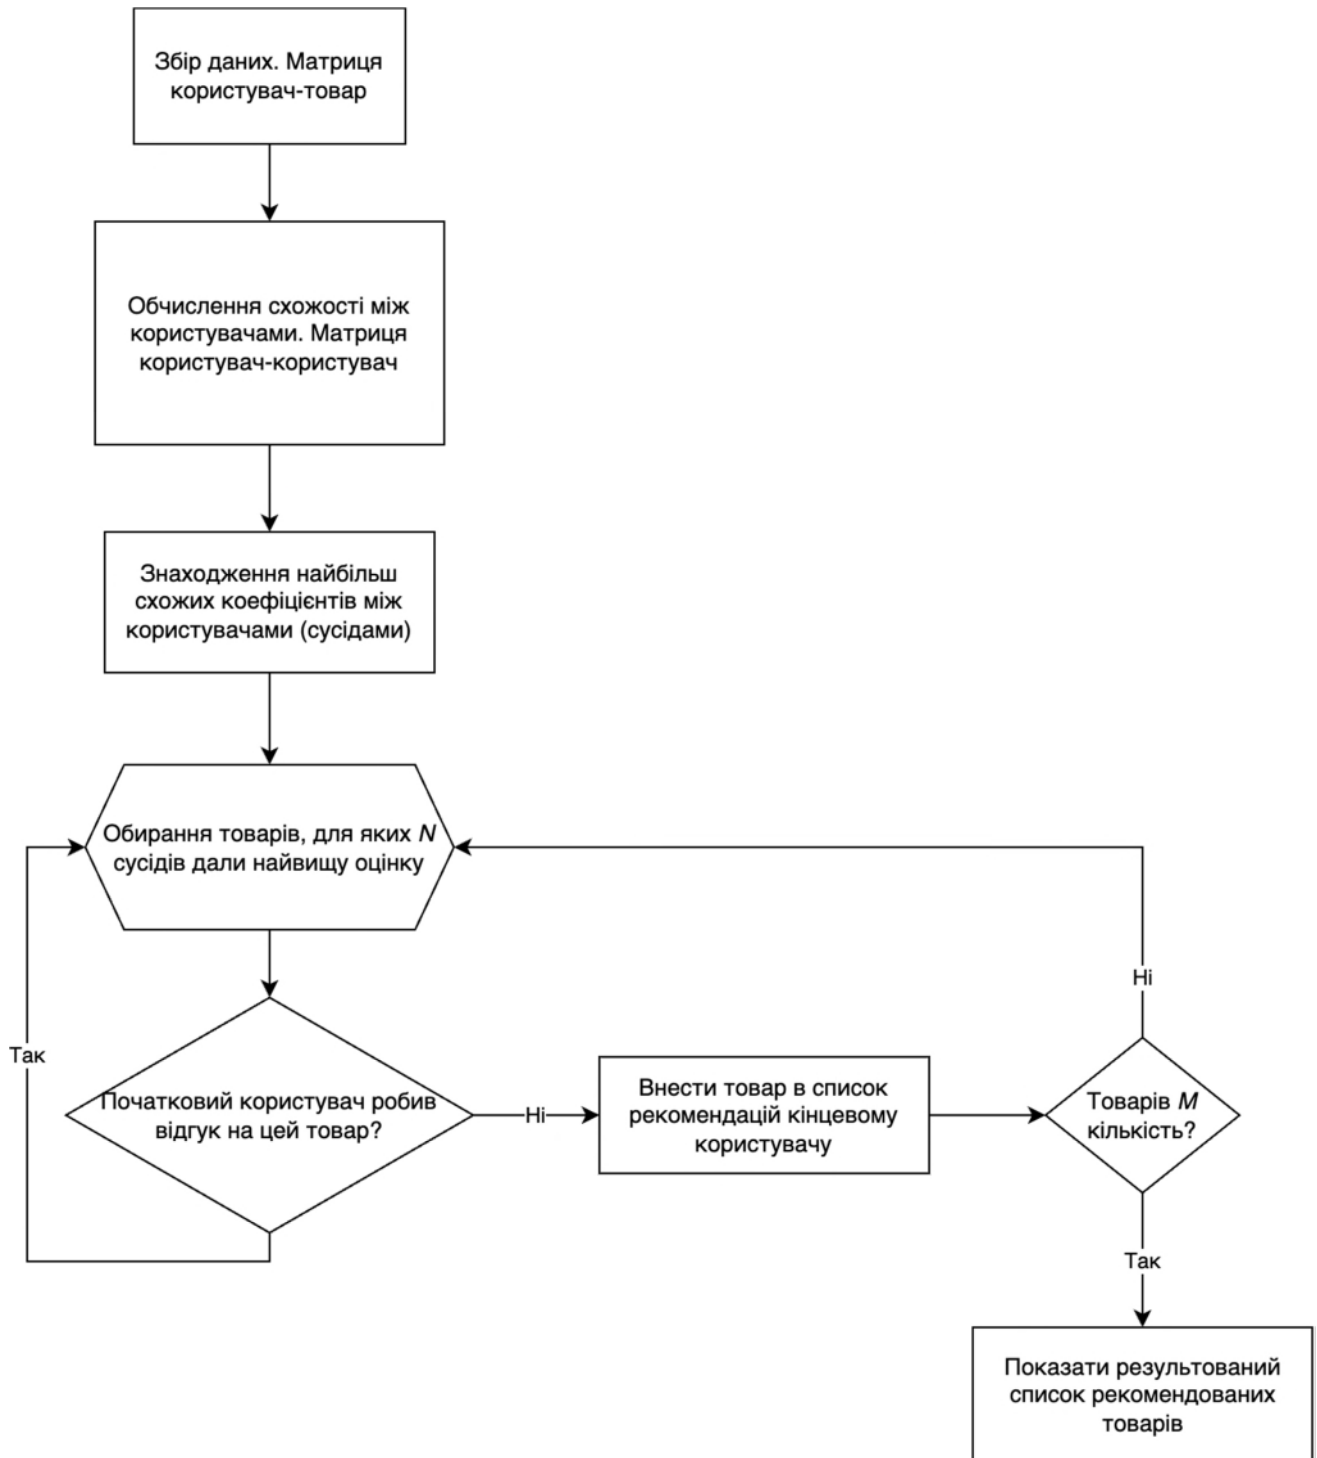 Збір даних. Матриця
користувач-товар
Обчислення схожості між
користувачами. Матриця
користувач-користувач
Знаходження найбільш
схожих коефіцієнтів між
користувачами (сусідами)
Обирання товарів, для яких N
сусідів дали найвищу оцінку
Початковий користувач робив
відгук на цей товар?
Так
Ні
Внести товар в список
рекомендацій кінцевому
користувачу
Товарів M
кількість?
Ні
Так
Показати результований
список рекомендованих
товарів